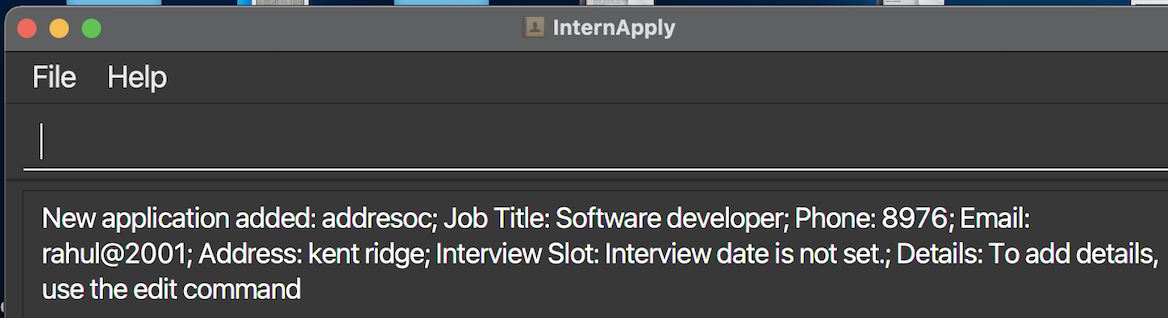 InternApply
File Help
New application added: addresoc; Job Title: Software developer; Phone: 8976; Email:
rahul@2001; Address: kent ridge; Interview Slot: Interview date is not set.; Details: To add details,
use the edit command